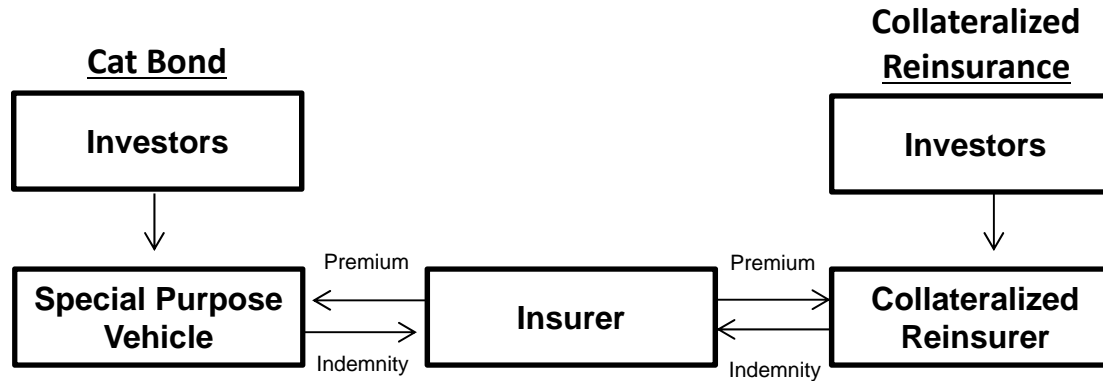 Cat Bond
Collateralized
Reinsurance
Investors
Investors
Premium
Premium
Special Purpose
Vehicle
Insurer
Collateralized
Reinsurer
Indemnity
Indemnity